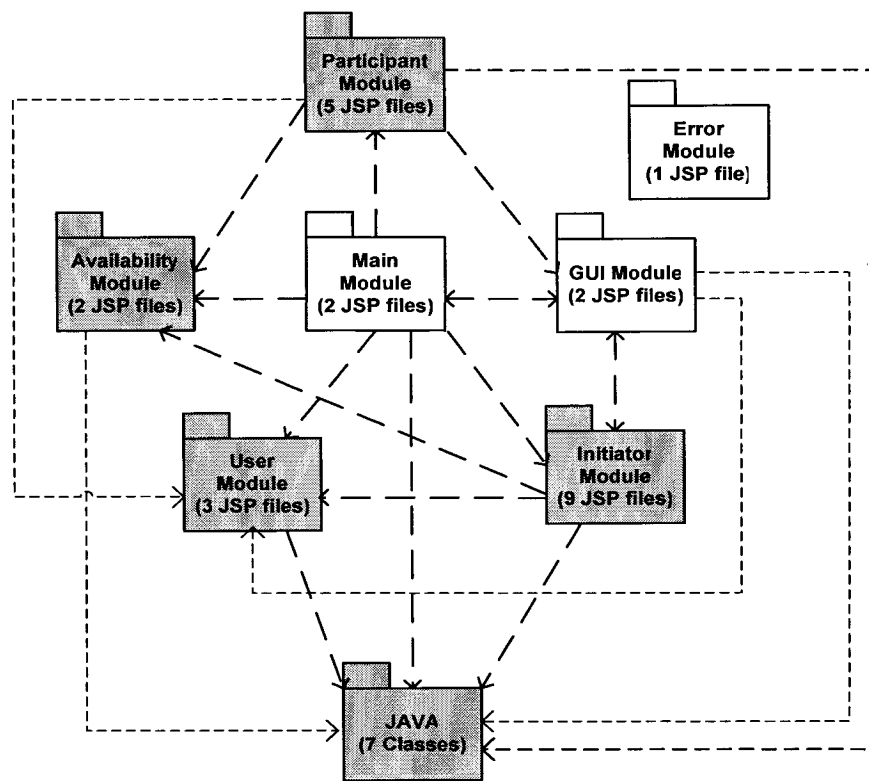 Participant
Module
(5 JSP files)
Error
Module
(1 JSP file)
Availability
Module
(2 JSP files)
Main
Module
(2 JSP files)
GUI Module
(2 JSP files)
User
Module
(3 JSP files)
Initiator
Module
(9 JSP files)
JAVA
(7 Classes)